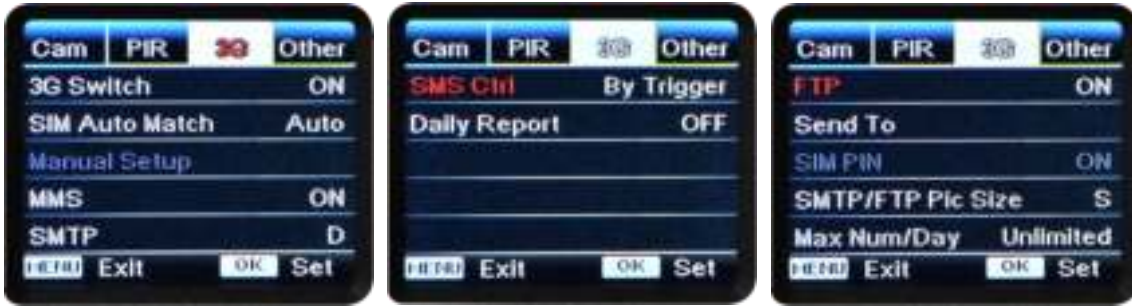 Cam PIR 3G Other
3G Switch ON
SIM Auto Match Auto
Manual Setup
MMS ON
SMTP D
MENU Exit OK Set
Cam PIR 3G Other
SMS Ctrl By Trigger
Daily Report OFF
MENU Exit OK Set
Cam PIR 3G Other
FTP ON
Send To
SIM PIN ON
SMTP/FTP Pic Size S
Max Num/Day Unlimited
MENU Exit OK Set